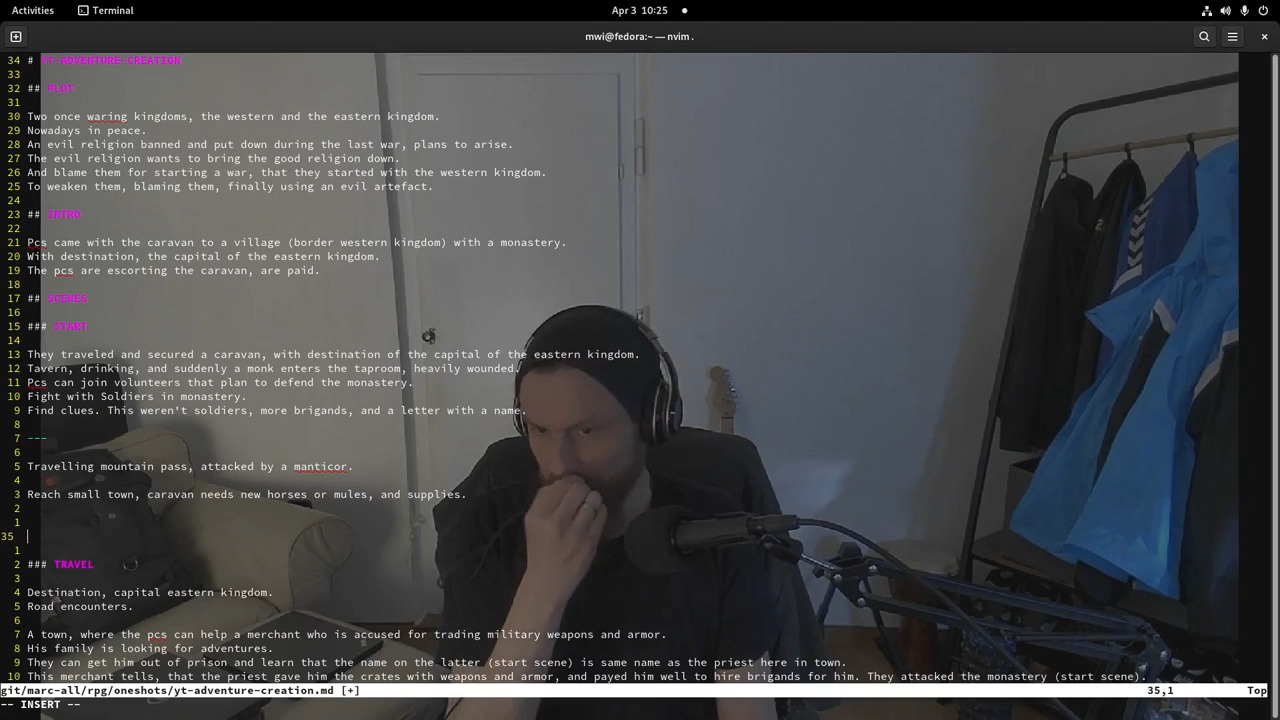 Activities Terminal Apr 3 10:25
mwi@fedora:~ — nvim .
34 # YT-ADVENTURE-CREATION
33
32 ## PLOT
31
30 Two once waring kingdoms, the western and the eastern kingdom.
29 Nowadays in peace.
28 An evil religion banned and put down during the last war, plans to arise.
27 The evil religion wants to bring the good religion down.
26 And blame them for starting a war, that they started with the western kingdom.
25 To weaken them, blaming them, finally using an evil artefact.
24
23 ## INTRO
22
21 Pcs came with the caravan to a village (border western kingdom) with a monastery.
20 With destination, the capital of the eastern kingdom.
19 The pcs are escorting the caravan, are paid.
18
17 ## SCENES
16
15 ### START
14
13 They traveled and secured a caravan, with destination of the capital of the eastern kingdom.
12 Tavern, drinking, and suddenly a monk enters the taproom, heavily wounded.
11 Pcs can join volunteers that plan to defend the monastery.
10 Fight with Soldiers in monastery.
9 Find clues. This weren't soldiers, more brigands, and a letter with a name.
8
7 ---
6
5 Travelling mountain pass, attacked by a manticor.
4
3 Reach small town, caravan needs new horses or mules, and supplies.
2
1
35
1
2 ### TRAVEL
3
4 Destination, capital eastern kingdom.
5 Road encounters.
6
7 A town, where the pcs can help a merchant who is accused for trading military weapons and armor.
8 His family is looking for adventures.
9 They can get him out of prison and learn that the name on the latter (start scene) is same name as the priest here in town.
10 This merchant tells, that the priest gave him the crates with weapons and armor, and payed him well to hire brigands for him. They attacked the monastery (start scene).
git/marc-all/rpg/oneshots/yt-adventure-creation.md [+] 35,1 Top
-- INSERT --